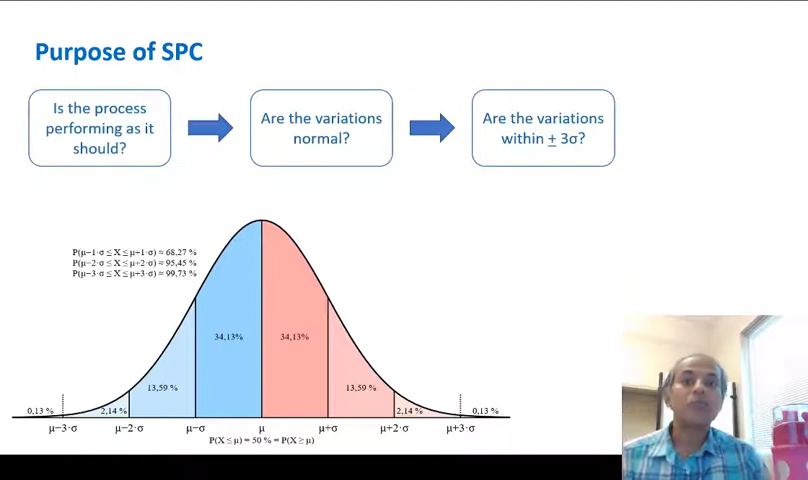 Purpose of SPC
Is the process
performing as it
should?
Are the variations
normal?
Are the variations
within ± 3σ?
P(μ−1·σ ≤ X ≤ μ+1·σ) ≈ 68,27 %
P(μ−2·σ ≤ X ≤ μ+2·σ) ≈ 95,45 %
P(μ−3·σ ≤ X ≤ μ+3·σ) ≈ 99,73 %
34,13%
34,13%
13,59 %
13,59 %
0,13 %
2,14 %
2,14 %
0,13 %
μ−3·σ
μ−2·σ
μ−σ
μ
μ+σ
μ+2·σ
μ+3·σ
P(X ≤ μ) = 50 % = P(X ≥ μ)